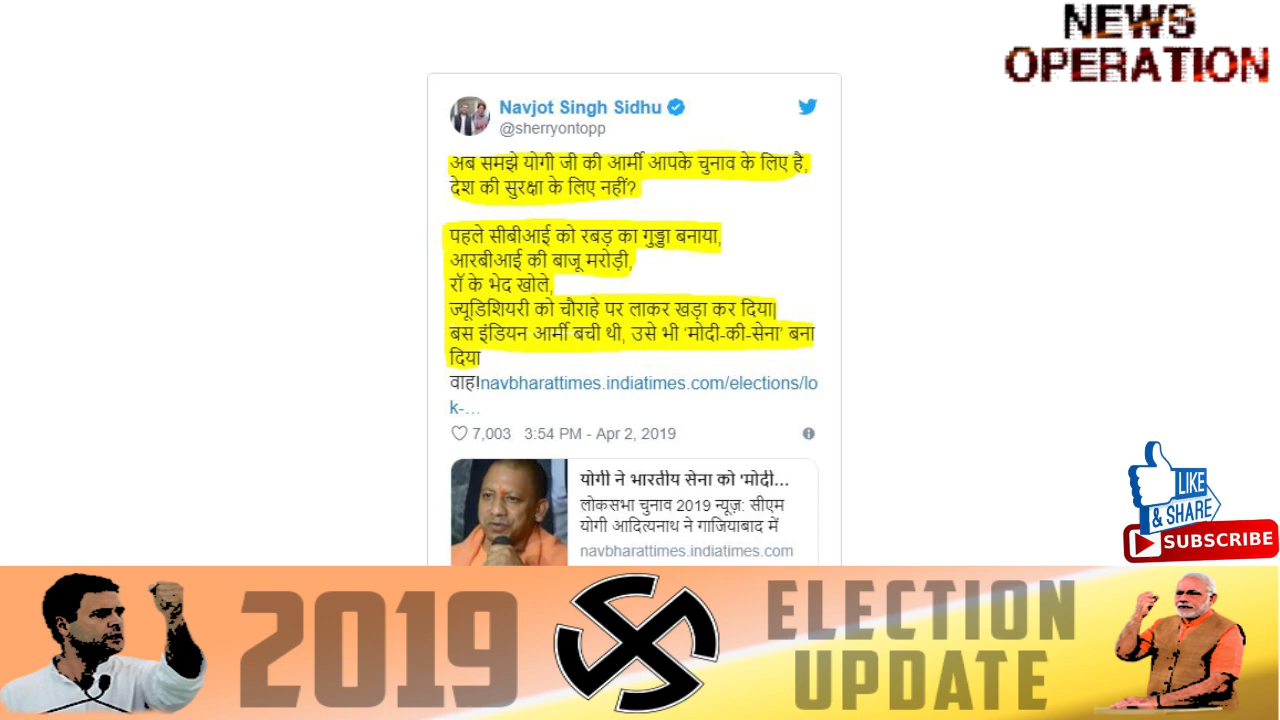 NEWS
OPERATION
Navjot Singh Sidhu
@sherryontopp
अब समझे योगी जी की आर्मी आपके चुनाव के लिए है,
देश की सुरक्षा के लिए नहीं?
पहले सीबीआई को रबड़ का गुड्डा बनाया,
आरबीआई की बाजू मरोड़ी,
रॉ के भेद खोले,
ज्यूडिशियरी को चौराहे पर लाकर खड़ा कर दिया|
बस इंडियन आर्मी बची थी, उसे भी 'मोदी-की-सेना' बना
दिया
वाह!navbharattimes.indiatimes.com/elections/lo
k-…
7,003 3:54 PM - Apr 2, 2019
योगी ने भारतीय सेना को 'मोदी...
लोकसभा चुनाव 2019 न्यूज़: सीएम
योगी आदित्यनाथ ने गाजियाबाद में
navbharattimes.indiatimes.com
LIKE
& SHARE
SUBSCRIBE
2019
ELECTION
UPDATE